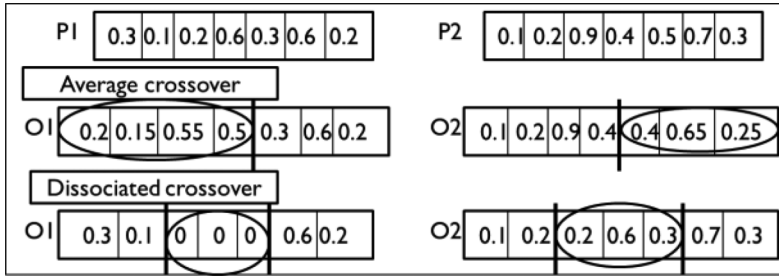 P1 0.3 0.1 0.2 0.6 0.3 0.6 0.2 P2 0.1 0.2 0.9 0.4 0.5 0.7 0.3
Average crossover
O1 0.2 0.15 0.55 0.5 0.3 0.6 0.2 O2 0.1 0.2 0.9 0.4 0.4 0.65 0.25
Dissociated crossover
O1 0.3 0.1 0 0 0 0.6 0.2 O2 0.1 0.2 0.2 0.6 0.3 0.7 0.3